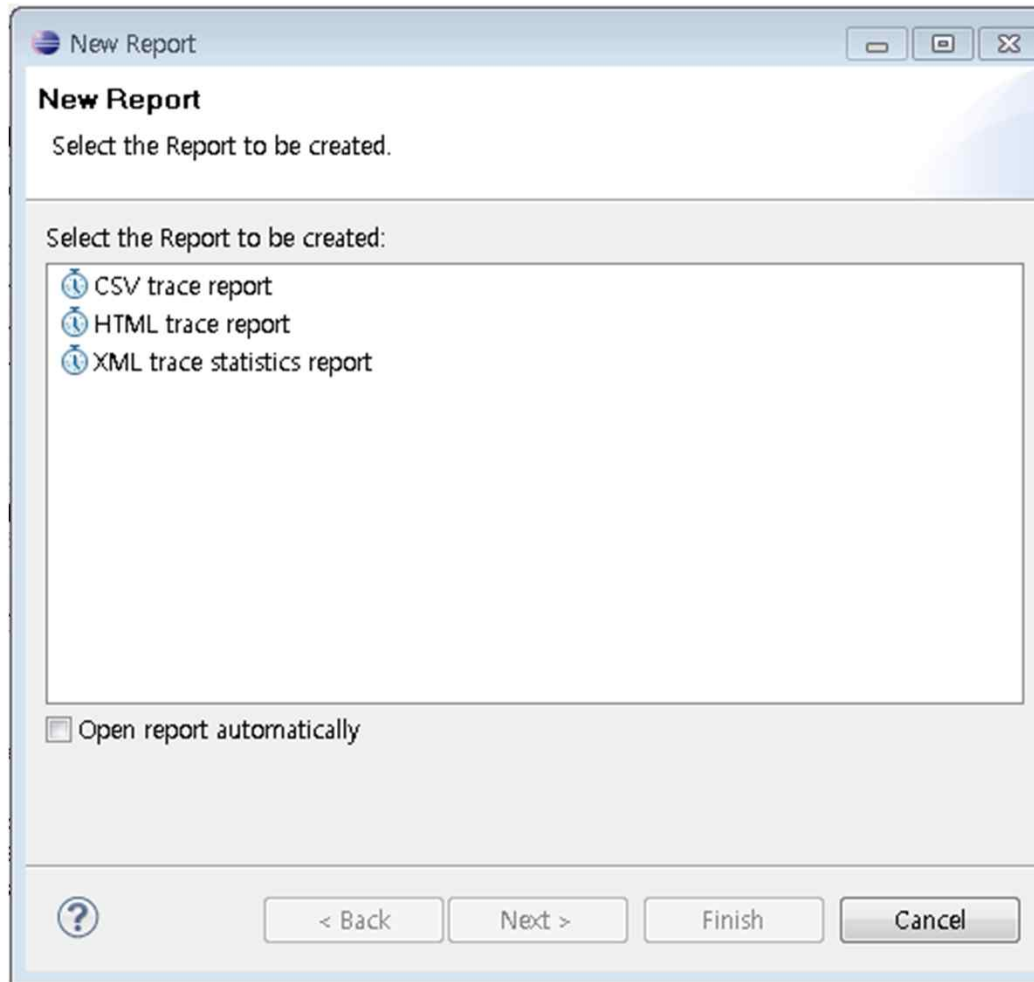 New Report
New Report
Select the Report to be created.
Select the Report to be created:
CSV trace report
HTML trace report
XML trace statistics report
Open report automatically
?
< Back
Next >
Finish
Cancel